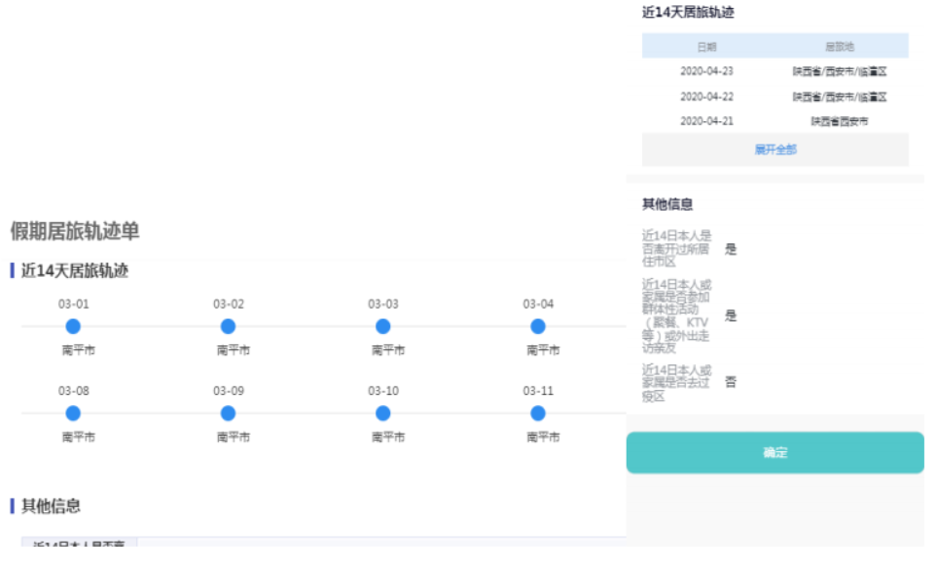 假期居旅轨迹单
近14天居旅轨迹
03-01 03-02 03-03 03-04
南平市 南平市 南平市 南平市
03-08 03-09 03-10 03-11
南平市 南平市 南平市 南平市
其他信息
近14日本人是否离
近14天居旅轨迹
日期 居旅地
2020-04-23 陕西省/西安市/临潼区
2020-04-22 陕西省/西安市/临潼区
2020-04-21 陕西省西安市
展开全部
其他信息
近14日本人是
否离开过所居 是
住市区
近14日本人或
家属是否参加
群体性活动
（聚餐、KTV 是
等）或外出走
访亲友
近14日本人或
家属是否去过 否
疫区
确定